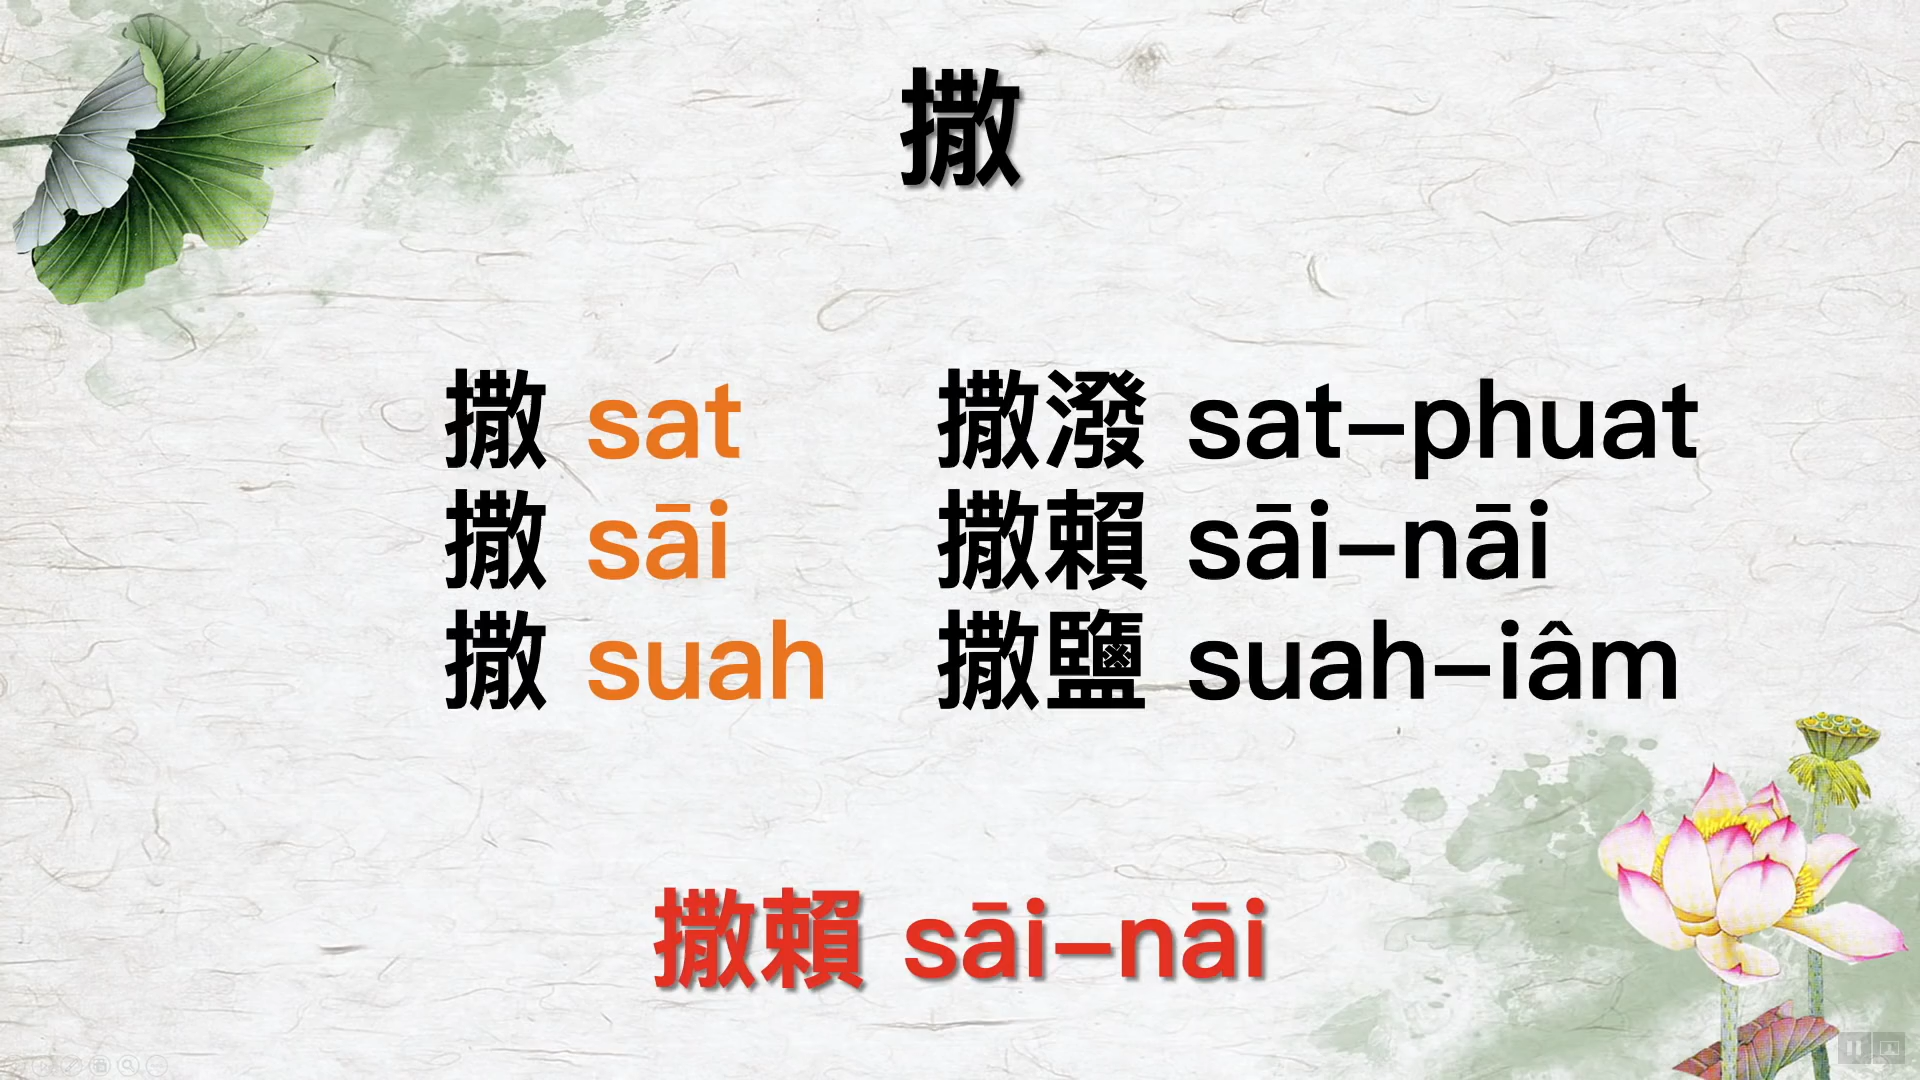 撒
撒 sat 撒潑 sat-phuat
撒 sāi 撒賴 sāi-nāi
撒 suah 撒鹽 suah-iâm
撒賴 sāi-nāi